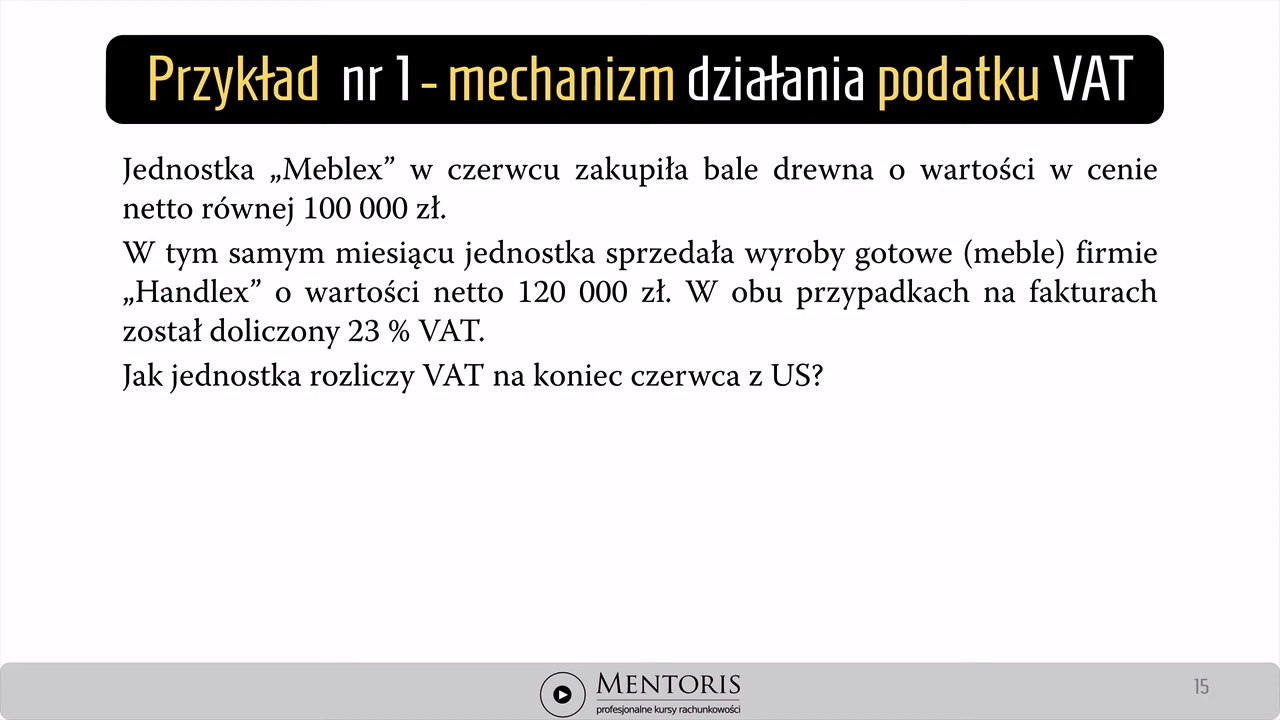 Przykład nr 1 - mechanizm działania podatku VAT
Jednostka „Meblex” w czerwcu zakupiła bale drewna o wartości w cenie
netto równej 100 000 zł.
W tym samym miesiącu jednostka sprzedała wyroby gotowe (meble) firmie
„Handlex” o wartości netto 120 000 zł. W obu przypadkach na fakturach
został doliczony 23 % VAT.
Jak jednostka rozliczy VAT na koniec czerwca z US?
MENTORIS
profesjonalne kursy rachunkowości
15